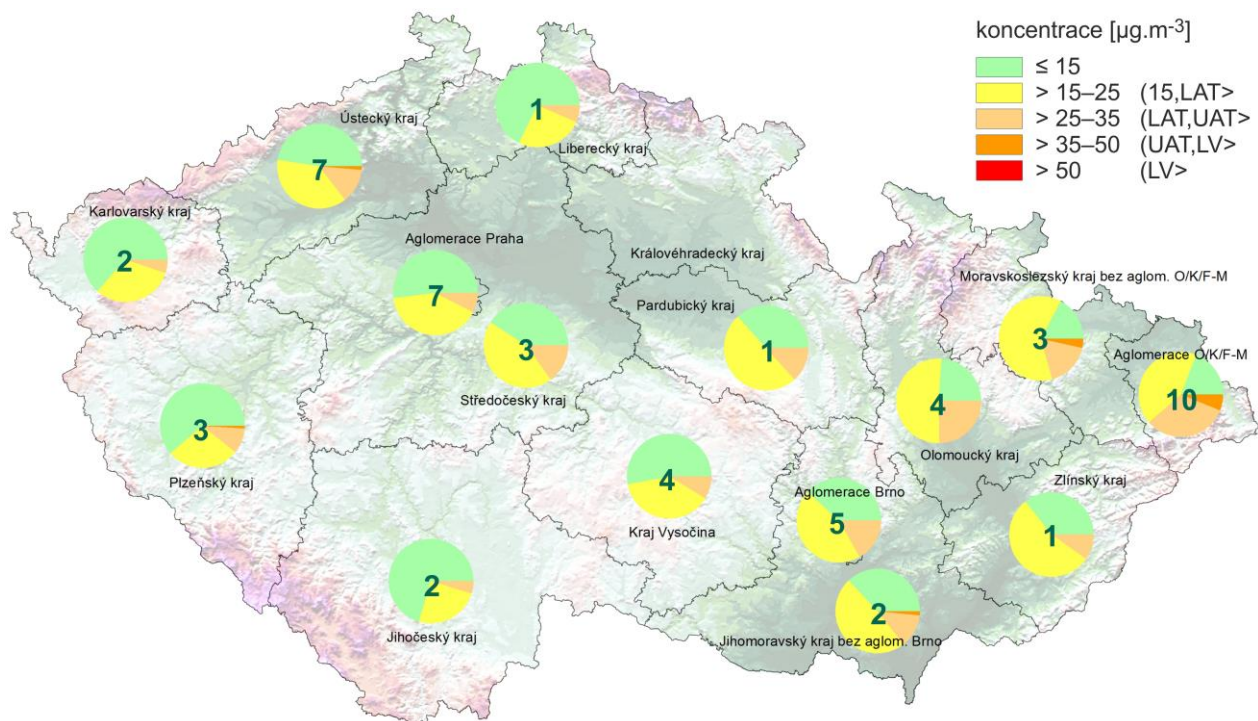 koncentrace [µg.m-3]
≤ 15
> 15–25 (15,LAT>
> 25–35 (LAT,UAT>
> 35–50 (UAT,LV>
> 50 (LV>
1
Liberecký kraj
Ústecký kraj
7
Karlovarský kraj
2
Aglomerace Praha
7
Královéhradecký kraj
Moravskoslezský kraj bez aglom. O/K/F-M
3
Pardubický kraj
1
3
Středočeský kraj
Aglomerace O/K/F-M
10
4
Olomoucký kraj
3
Plzeňský kraj
4
Kraj Vysočina
Aglomerace Brno
5
Zlínský kraj
1
2
Jihočeský kraj
2
Jihomoravský kraj bez aglom. Brno